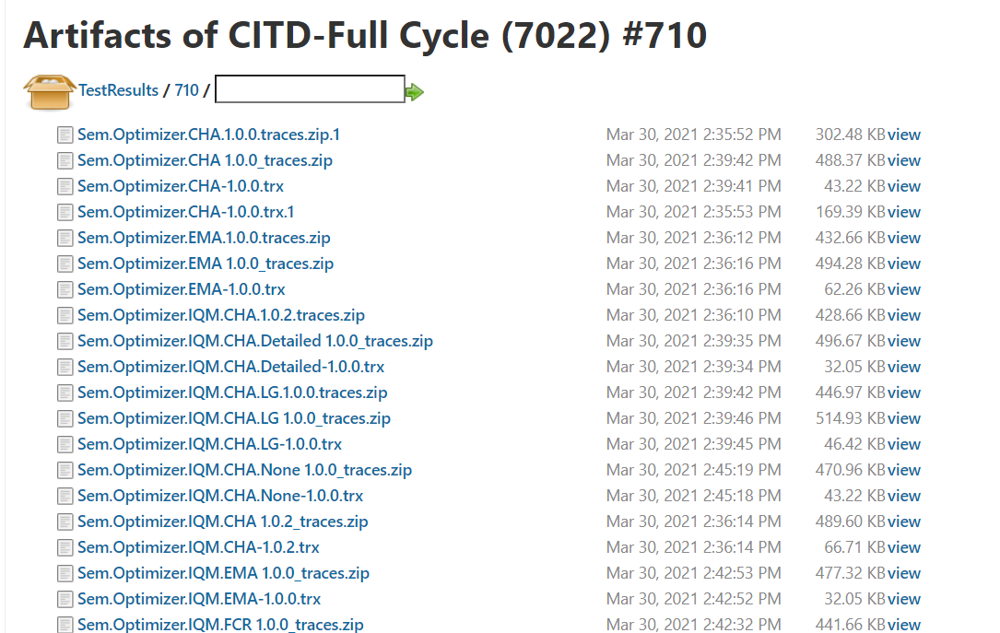 Artifacts of CITD-Full Cycle (7022) #710
TestResults / 710 /
Sem.Optimizer.CHA.1.0.0.traces.zip.1 Mar 30, 2021 2:35:52 PM 302.48 KB view
Sem.Optimizer.CHA 1.0.0_traces.zip Mar 30, 2021 2:39:42 PM 488.37 KB view
Sem.Optimizer.CHA-1.0.0.trx Mar 30, 2021 2:39:41 PM 43.22 KB view
Sem.Optimizer.CHA-1.0.0.trx.1 Mar 30, 2021 2:35:53 PM 169.39 KB view
Sem.Optimizer.EMA.1.0.0.traces.zip Mar 30, 2021 2:36:12 PM 432.66 KB view
Sem.Optimizer.EMA 1.0.0_traces.zip Mar 30, 2021 2:36:16 PM 494.28 KB view
Sem.Optimizer.EMA-1.0.0.trx Mar 30, 2021 2:36:16 PM 62.26 KB view
Sem.Optimizer.IQM.CHA.1.0.2.traces.zip Mar 30, 2021 2:36:10 PM 428.66 KB view
Sem.Optimizer.IQM.CHA.Detailed 1.0.0_traces.zip Mar 30, 2021 2:39:35 PM 496.67 KB view
Sem.Optimizer.IQM.CHA.Detailed-1.0.0.trx Mar 30, 2021 2:39:34 PM 32.05 KB view
Sem.Optimizer.IQM.CHA.LG.1.0.0.traces.zip Mar 30, 2021 2:39:42 PM 446.97 KB view
Sem.Optimizer.IQM.CHA.LG 1.0.0_traces.zip Mar 30, 2021 2:39:46 PM 514.93 KB view
Sem.Optimizer.IQM.CHA.LG-1.0.0.trx Mar 30, 2021 2:39:45 PM 46.42 KB view
Sem.Optimizer.IQM.CHA.None 1.0.0_traces.zip Mar 30, 2021 2:45:19 PM 470.96 KB view
Sem.Optimizer.IQM.CHA.None-1.0.0.trx Mar 30, 2021 2:45:18 PM 43.22 KB view
Sem.Optimizer.IQM.CHA 1.0.2_traces.zip Mar 30, 2021 2:36:14 PM 489.60 KB view
Sem.Optimizer.IQM.CHA-1.0.2.trx Mar 30, 2021 2:36:14 PM 66.71 KB view
Sem.Optimizer.IQM.EMA 1.0.0_traces.zip Mar 30, 2021 2:42:53 PM 477.32 KB view
Sem.Optimizer.IQM.EMA-1.0.0.trx Mar 30, 2021 2:42:52 PM 32.05 KB view
Sem.Optimizer.IQM.FCR 1.0.0_traces.zip Mar 30, 2021 2:42:32 PM 441.66 KB view